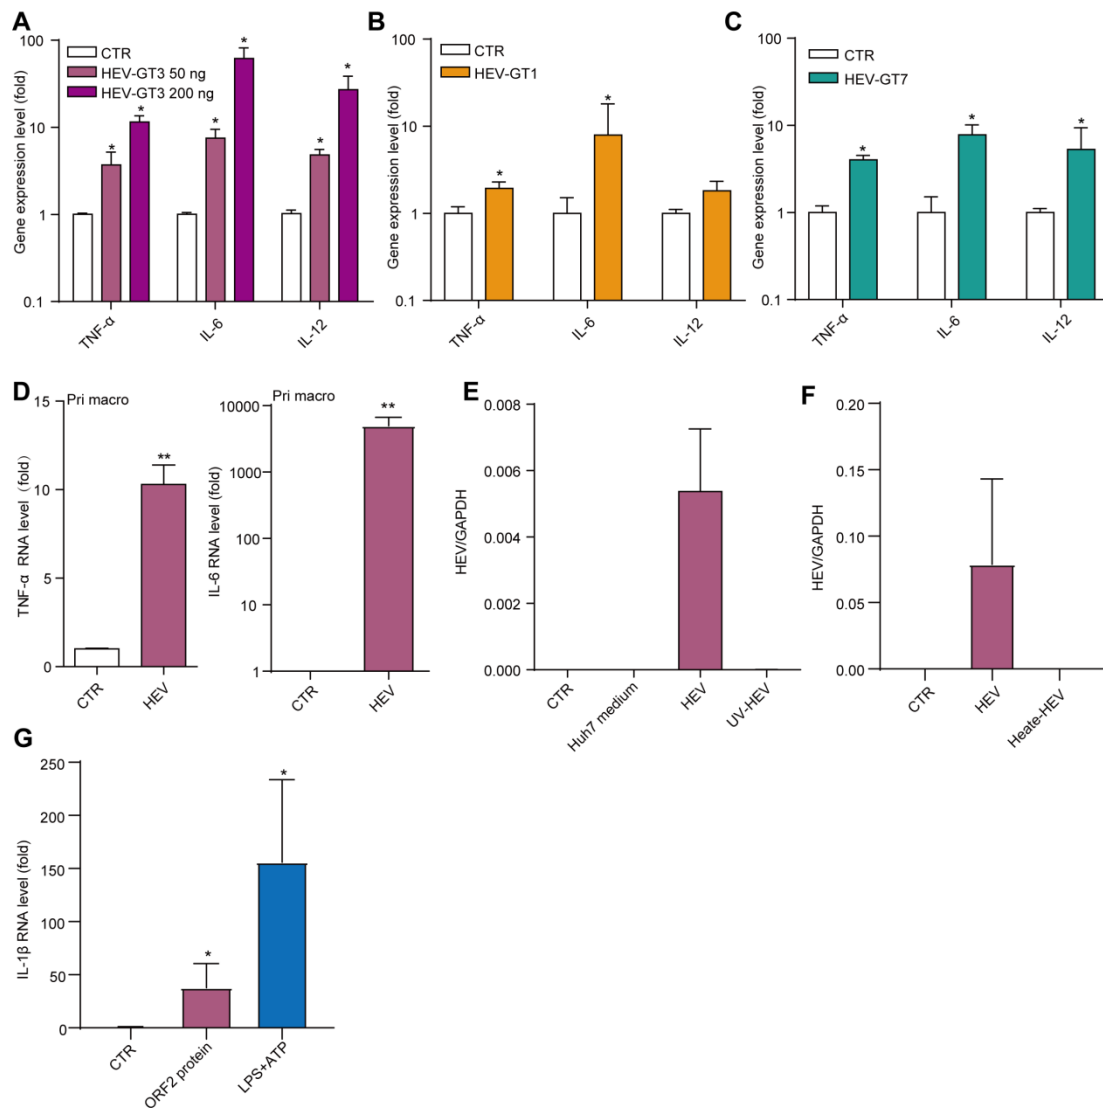 A
Gene expression level (fold)
100
10
1
0.1
CTR
HEV-GT3 50 ng
HEV-GT3 200 ng
*
*
*
*
*
*
TNF-α
IL-6
IL-12
B
Gene expression level (fold)
100
10
1
0.1
CTR
HEV-GT1
*
*
TNF-α
IL-6
IL-12
C
Gene expression level (fold)
100
10
1
0.1
CTR
HEV-GT7
*
*
*
TNF-α
IL-6
IL-12
D
Pri macro
TNF-α RNA level (fold)
15
10
5
0
**
CTR
HEV
Pri macro
IL-6 RNA level (fold)
10000
1000
100
10
1
**
CTR
HEV
E
HEV/GAPDH
0.008
0.006
0.004
0.002
0.000
CTR
Huh7 medium
HEV
UV-HEV
F
HEV/GAPDH
0.20
0.15
0.10
0.05
0.00
CTR
HEV
Heate-HEV
G
IL-1β RNA level (fold)
250
200
150
100
50
0
*
*
CTR
ORF2 protein
LPS+ATP